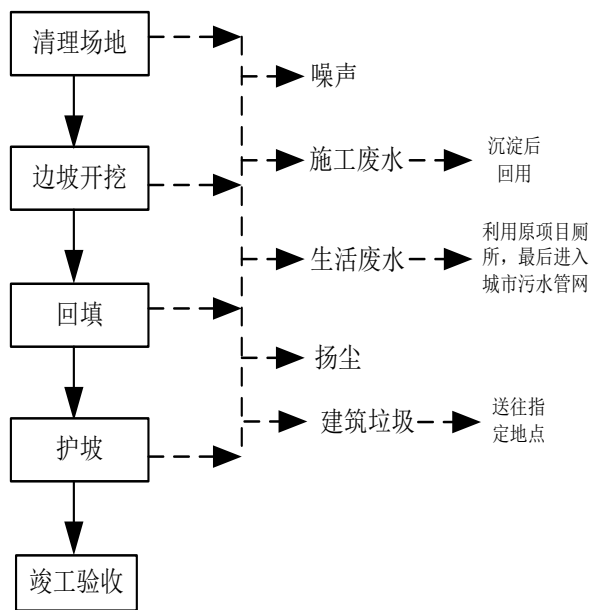 清理场地
噪声
施工废水
沉淀后
回用
边坡开挖
生活废水
利用原项目厕
所，最后进入
城市污水管网
回填
扬尘
建筑垃圾
送往指
定地点
护坡
竣工验收